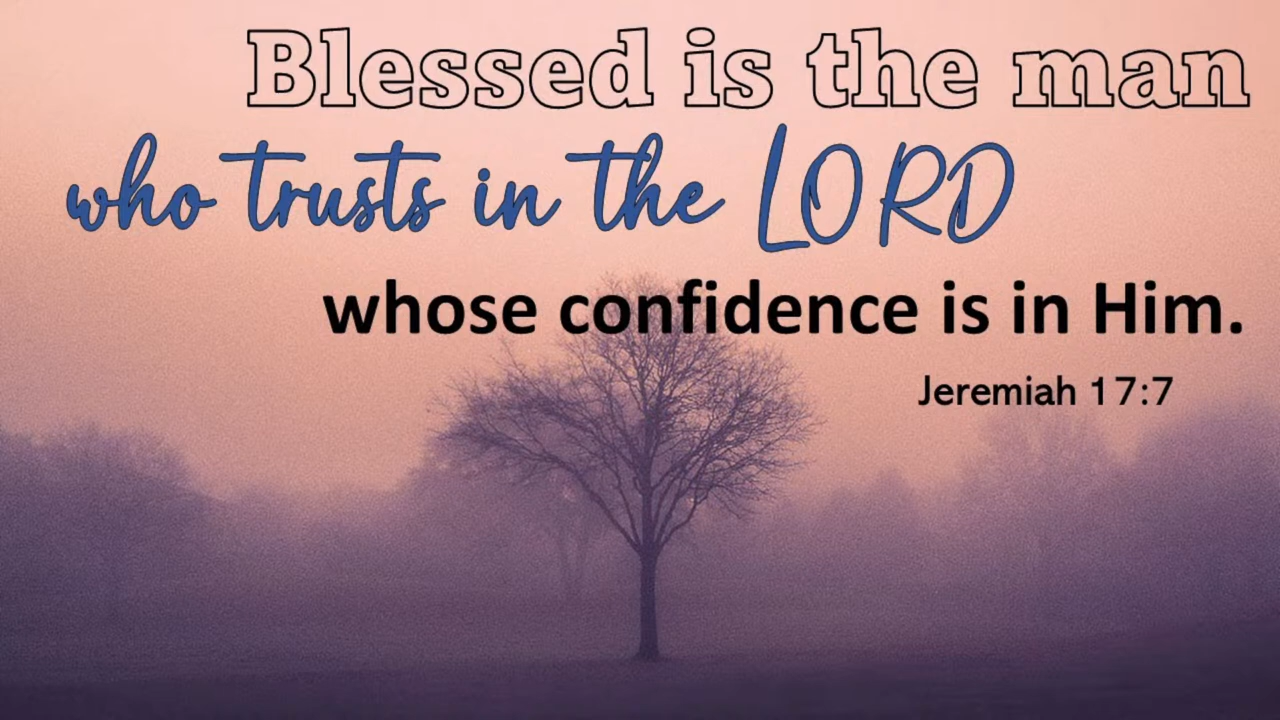 Blessed is the man
who trusts in the LORD
whose confidence is in Him.
Jeremiah 17:7